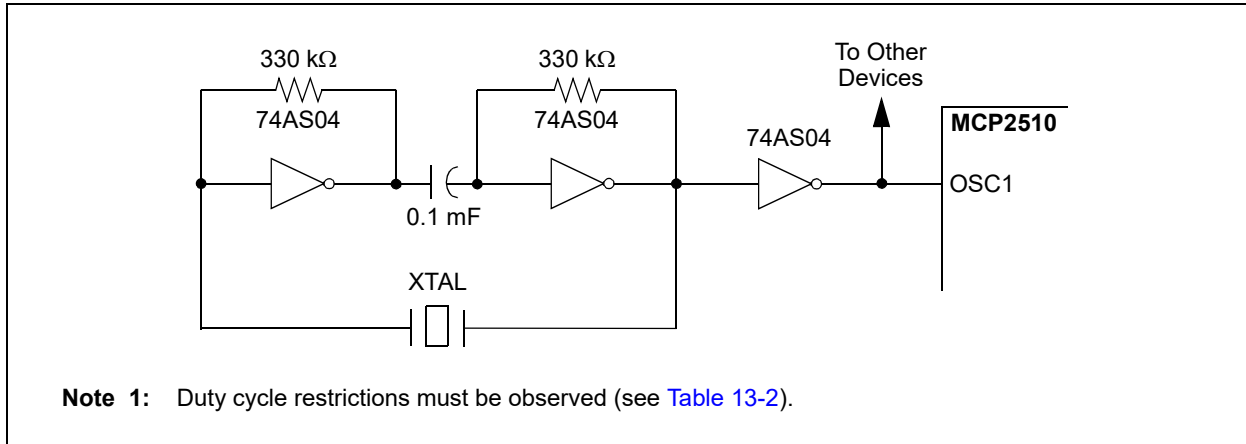 330 kΩ
330 kΩ
To Other
Devices
74AS04
74AS04
74AS04
MCP2510
OSC1
0.1 mF
XTAL
Note 1: Duty cycle restrictions must be observed (see Table 13-2).